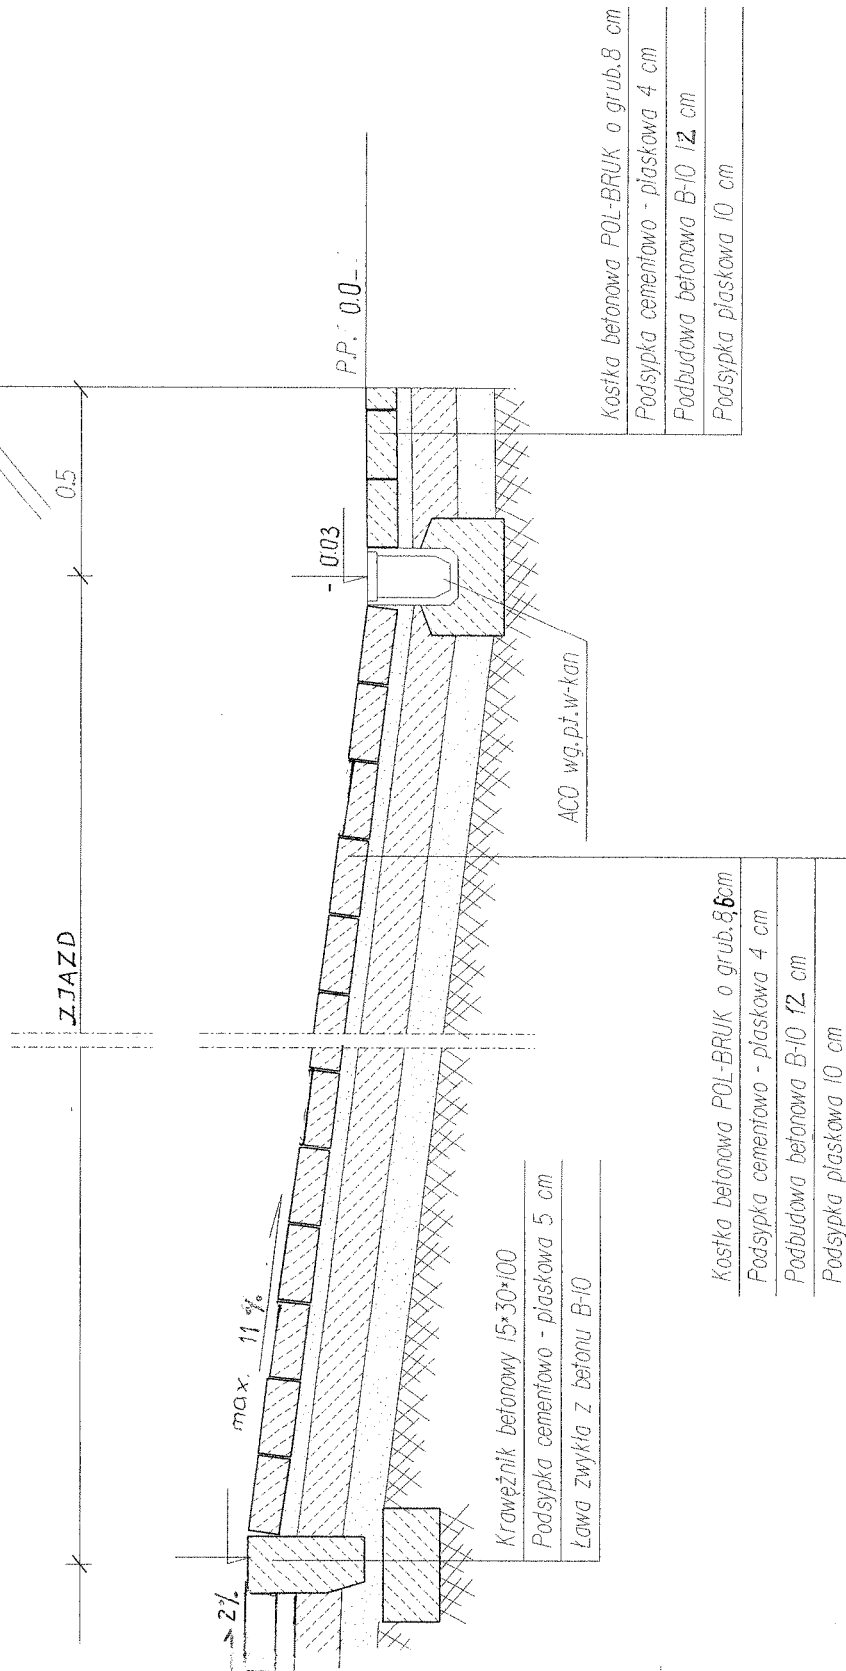 ZJAZD
0.5
> 2%
max. 11 %
- 0.03
P.P. 0.0
Krawężnik betonowy 15*30*100
Podsypka cementowo - piaskowa 5 cm
Ława zwykła z betonu B-10
ACO wg.pt.w-kan
Kostka betonowa POL-BRUK o grub.8 cm
Podsypka cementowo - piaskowa 4 cm
Podbudowa betonowa B-10 12 cm
Podsypka piaskowa 10 cm
Kostka betonowa POL-BRUK o grub.8,6cm
Podsypka cementowo - piaskowa 4 cm
Podbudowa betonowa B-10 12 cm
Podsypka piaskowa 10 cm